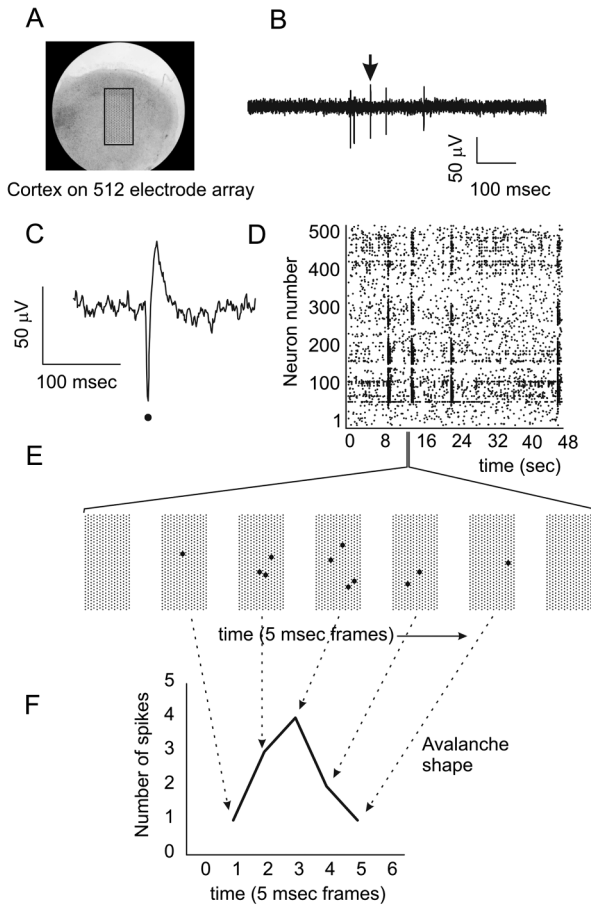 A
B
Cortex on 512 electrode array
50 μV
100 msec
C
50 μV
100 msec
D
Neuron number
500
400
300
200
100
1
0 8 16 24 32 40 48
time (sec)
E
time (5 msec frames)
F
Number of spikes
5
4
3
2
1
0
Avalanche
shape
0 1 2 3 4 5 6
time (5 msec frames)